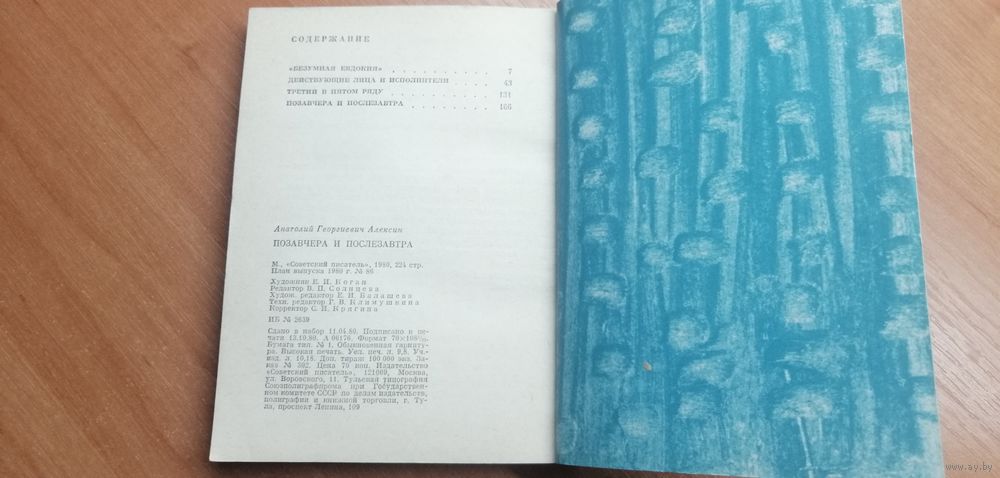 СОДЕРЖАНИЕ
«БЕЗУМНАЯ ЕВДОКИЯ» . . . . . . . . . . 7
ДЕЙСТВУЮЩИЕ ЛИЦА И ИСПОЛНИТЕЛИ . . . . 43
ТРЕТИЙ В ПЯТОМ РЯДУ . . . . . . . . . . 131
ПОЗАВЧЕРА И ПОСЛЕЗАВТРА . . . . . . . . 166
Анатолий Георгиевич Алексин
ПОЗАВЧЕРА И ПОСЛЕЗАВТРА
М., «Советский писатель», 1980, 224 стр.
План выпуска 1980 г. № 86
Художник Е. И. Коган
Редактор В. П. Солнцева
Худож. редактор Е. И. Балашева
Техн. редактор Г. В. Климушкина
Корректор С. И. Крягина
ИБ № 2639
Сдано в набор 11.04.80. Подписано к пе-
чати 13.10.80. А 06176. Формат 70×108¹/₃₂.
Бумага тип. № 1. Обыкновенная гарниту-
ра. Высокая печать. Усл. печ. л. 9,8. Уч.-
изд. л. 10,18. Доп. тираж 100 000 экз. За-
каз № 302. Цена 70 коп. Издательство
«Советский писатель», 121069, Москва,
ул. Воровского, 11. Тульская типография
Союзполиграфпрома при Государствен-
ном комитете СССР по делам издательств,
полиграфии и книжной торговли, г. Ту-
ла, проспект Ленина, 109
www.ay.by